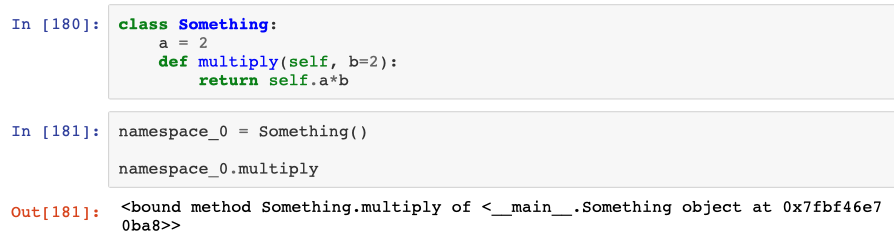 In [180]: class Something:
    a = 2
    def multiply(self, b=2):
        return self.a*b
In [181]: namespace_0 = Something()
namespace_0.multiply
Out[181]: <bound method Something.multiply of <__main__.Something object at 0x7fbf46e7
0ba8>>